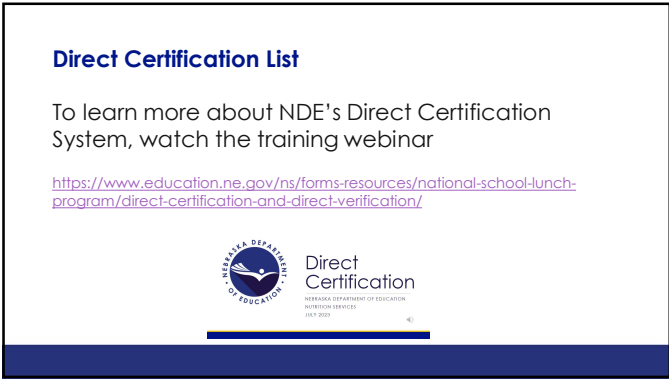 Direct Certification List
To learn more about NDE's Direct Certification
System, watch the training webinar
https://www.education.ne.gov/ns/forms-resources/national-school-lunch-
program/direct-certification-and-direct-verification/
NEBRASKA DEPARTMENT
OF EDUCATION
Direct
Certification
NEBRASKA DEPARTMENT OF EDUCATION
NUTRITION SERVICES
JULY 2023